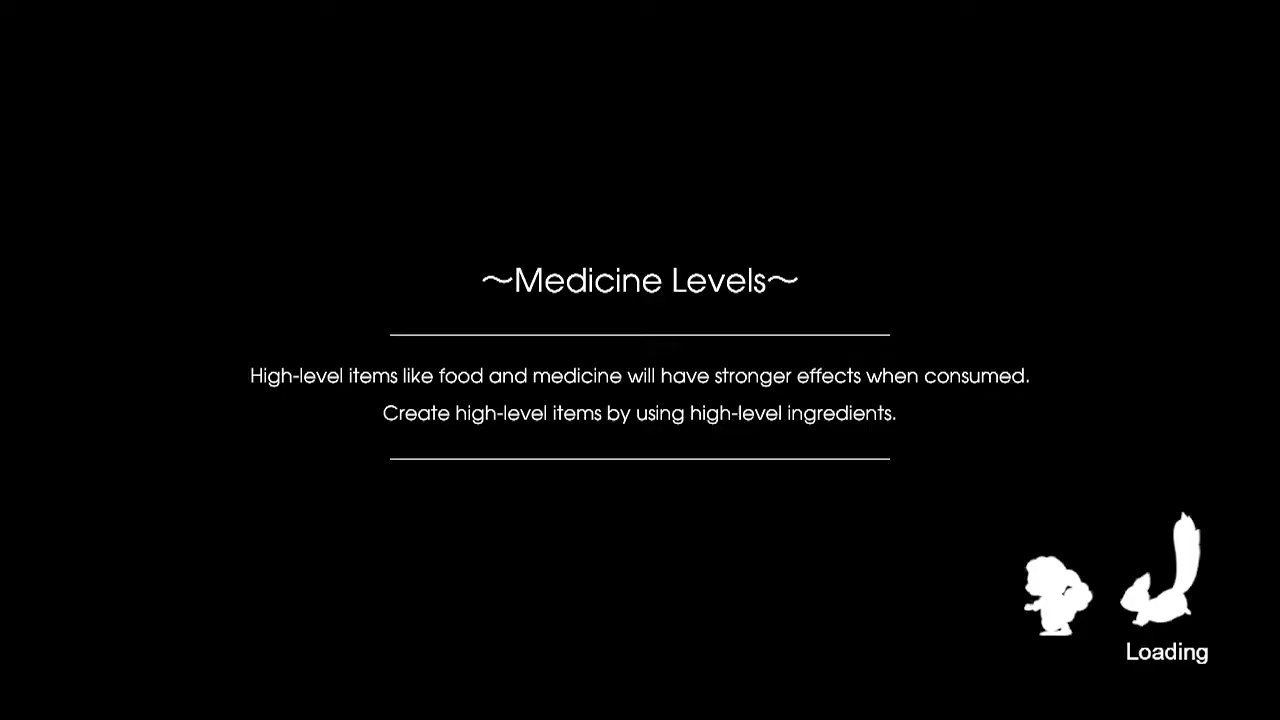 ～Medicine Levels～
High-level items like food and medicine will have stronger effects when consumed.
Create high-level items by using high-level ingredients.
Loading